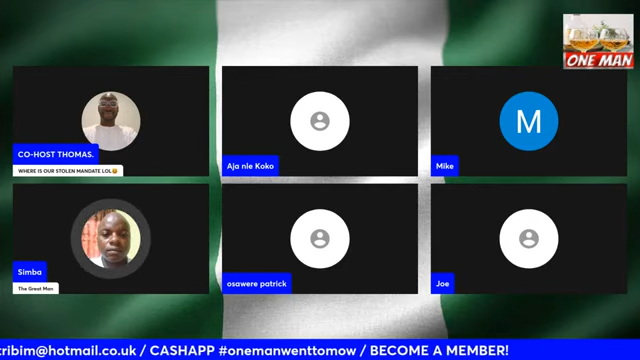 ONE MAN
CO-HOST THOMAS.
WHERE IS OUR STOLEN MANDATE LOL😆
Aja nle Koko
M
Mike
Simba
The Great Man
osawere patrick
Joe
tribim@hotmail.co.uk / CASHAPP #onemanwenttomow / BECOME A MEMBER!